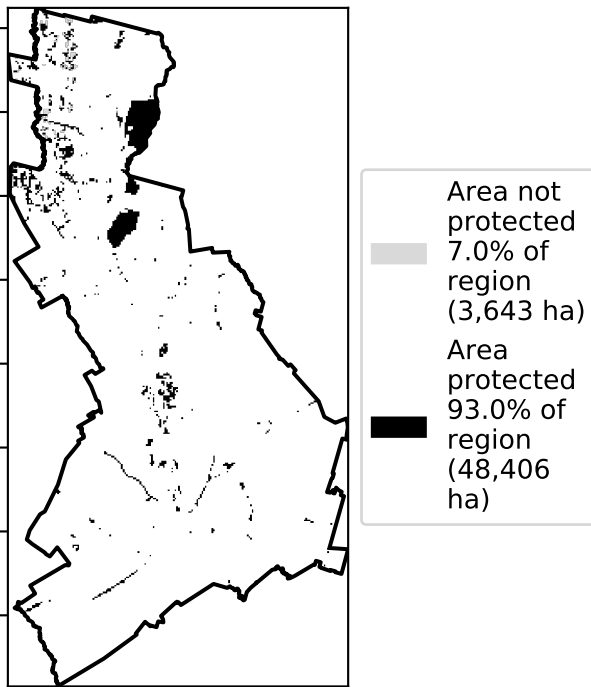 Area not
protected
7.0% of
region
(3,643 ha)
Area
protected
93.0% of
region
(48,406
ha)